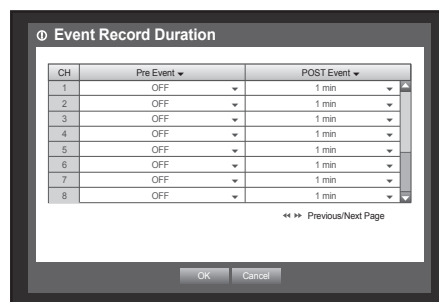 Event Record Duration
CH Pre Event POST Event
1 OFF 1 min
2 OFF 1 min
3 OFF 1 min
4 OFF 1 min
5 OFF 1 min
6 OFF 1 min
7 OFF 1 min
8 OFF 1 min
Previous/Next Page
OK Cancel